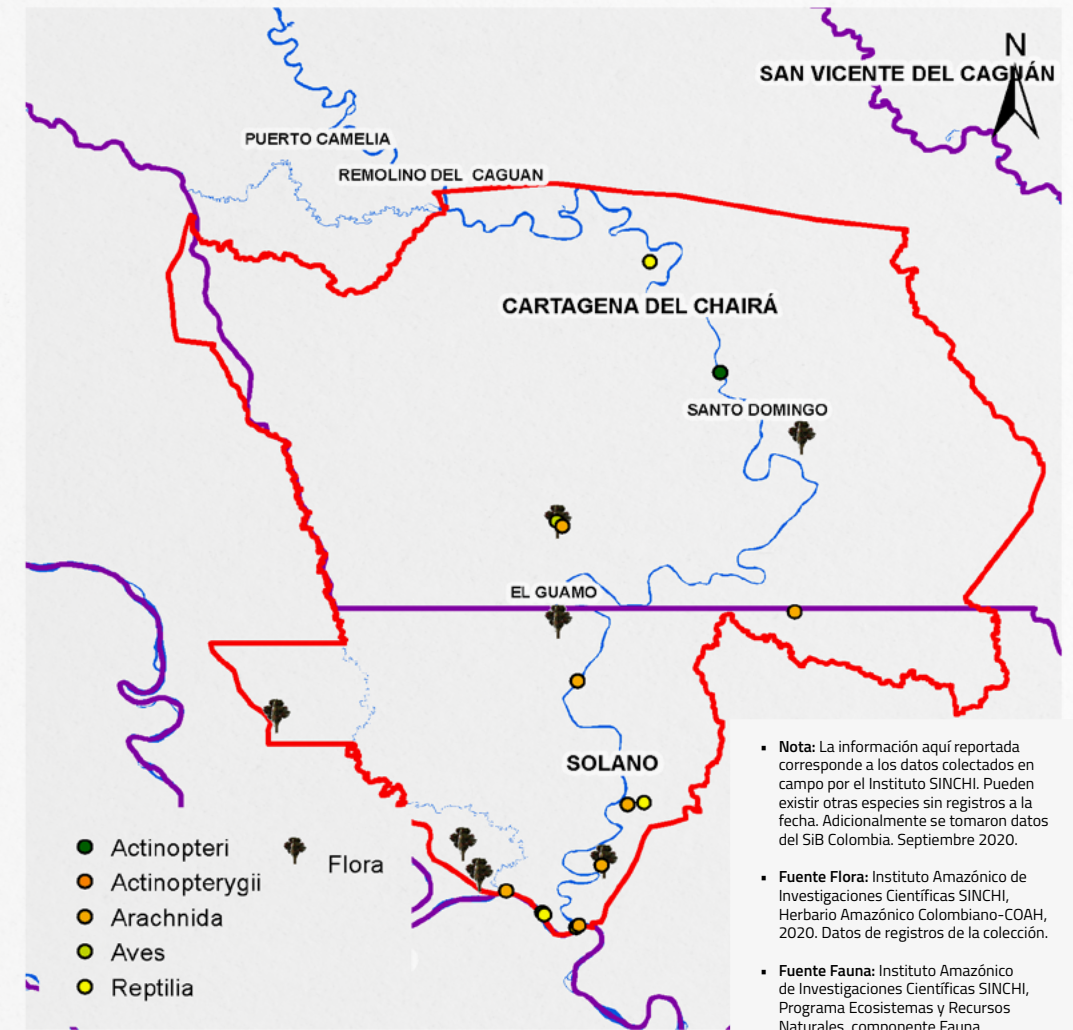 N
SAN VICENTE DEL CAGUÁN
PUERTO CAMELIA
REMOLINO DEL CAGUAN
CARTAGENA DEL CHAIRÁ
SANTO DOMINGO
EL GUAMO
SOLANO
Actinopteri
Actinopterygii
Arachnida
Aves
Reptilia
Flora
▪ Nota: La información aquí reportada
corresponde a los datos colectados en
campo por el Instituto SINCHI. Pueden
existir otras especies sin registros a la
fecha. Adicionalmente se tomaron datos
del SiB Colombia. Septiembre 2020.
▪ Fuente Flora: Instituto Amazónico de
Investigaciones Científicas SINCHI,
Herbario Amazónico Colombiano-COAH,
2020. Datos de registros de la colección.
▪ Fuente Fauna: Instituto Amazónico
de Investigaciones Científicas SINCHI,
Programa Ecosistemas y Recursos
Naturales, componente Fauna